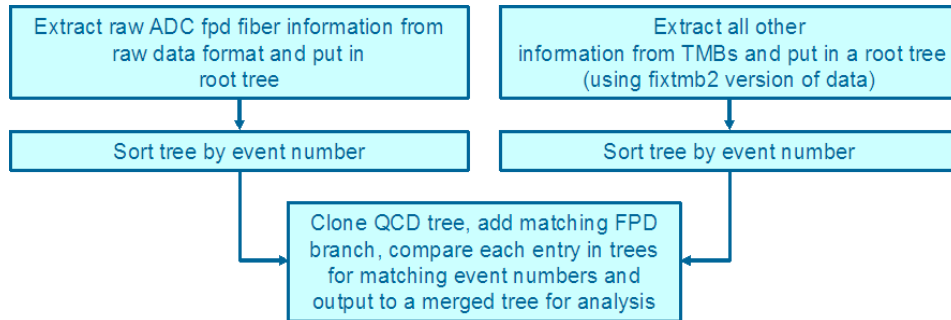 Extract raw ADC fpd fiber information from
raw data format and put in
root tree
Extract all other
information from TMBs and put in a root tree
(using fixtmb2 version of data)
Sort tree by event number
Sort tree by event number
Clone QCD tree, add matching FPD
branch, compare each entry in trees
for matching event numbers and
output to a merged tree for analysis